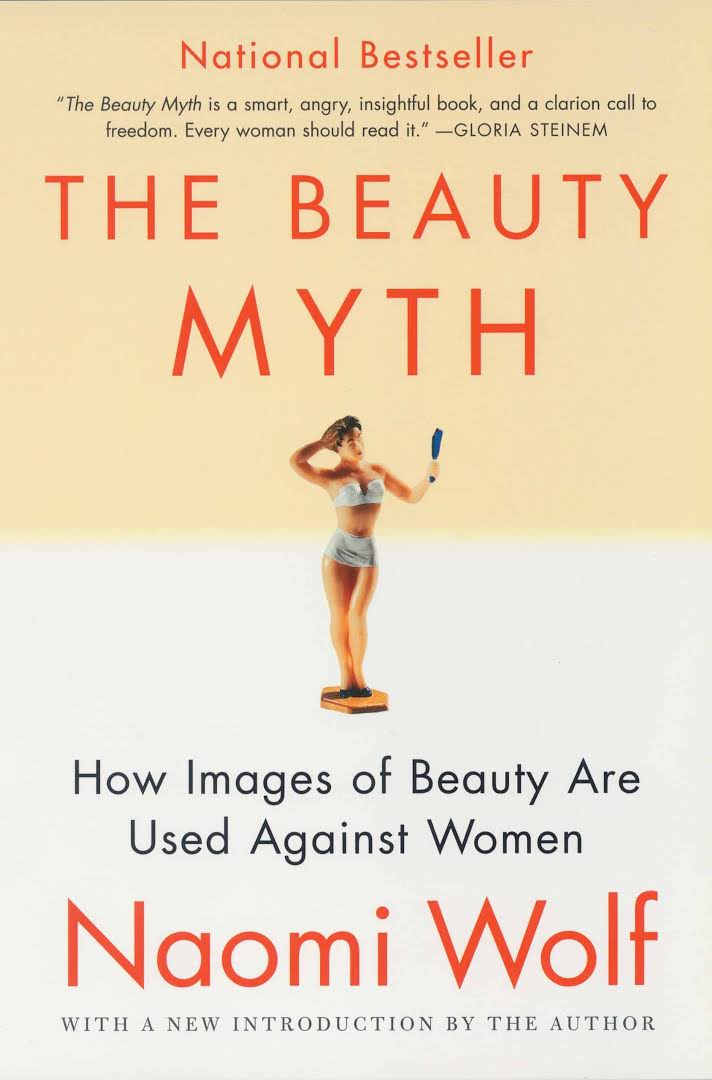 National Bestseller
“The Beauty Myth is a smart, angry, insightful book, and a clarion call to
freedom. Every woman should read it.” —GLORIA STEINEM
THE BEAUTY
MYTH
How Images of Beauty Are
Used Against Women
Naomi Wolf
WITH A NEW INTRODUCTION BY THE AUTHOR